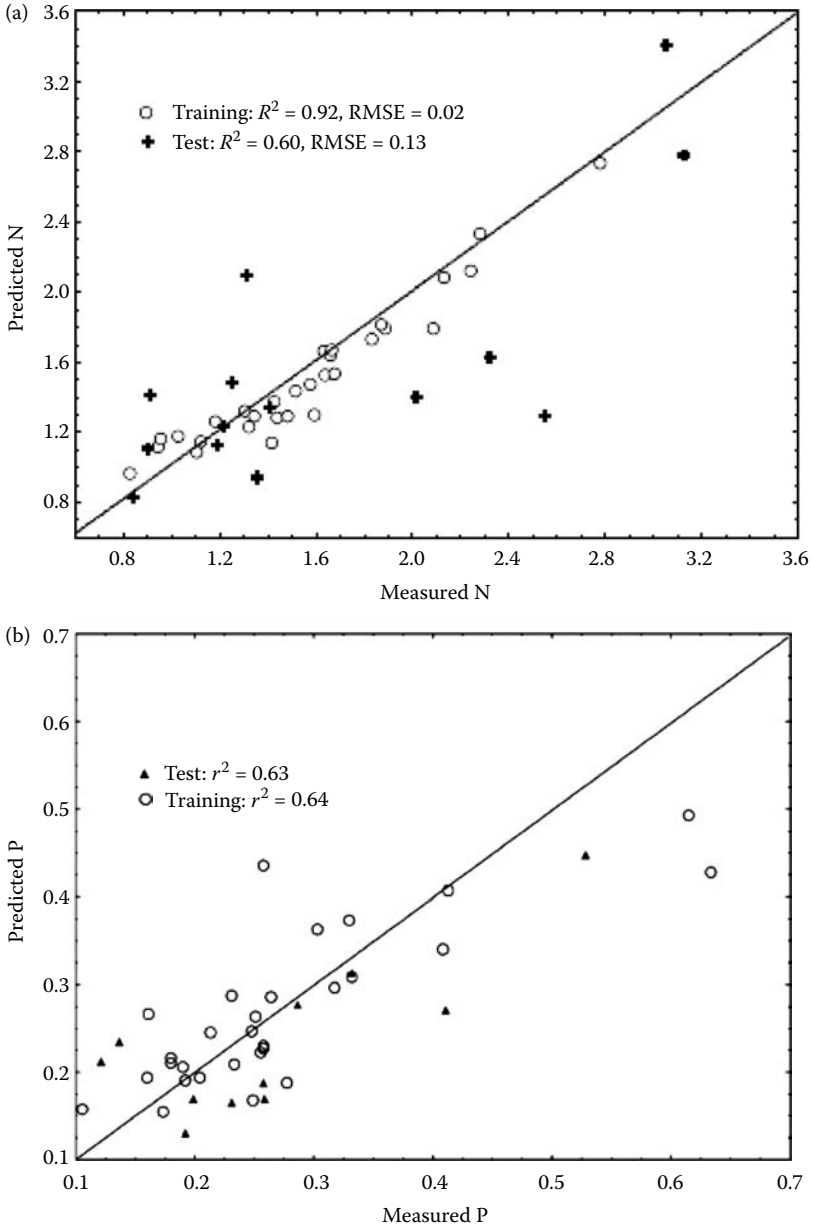 (a)
3.6
3.2
2.8
2.4
2.0
1.6
1.2
0.8
Predicted N
Training: R² = 0.92, RMSE = 0.02
Test: R² = 0.60, RMSE = 0.13
0.8 1.2 1.6 2.0 2.4 2.8 3.2 3.6
Measured N
(b)
0.7
0.6
0.5
0.4
0.3
0.2
0.1
Predicted P
Test: r² = 0.63
Training: r² = 0.64
0.1 0.2 0.3 0.4 0.5 0.6 0.7
Measured P